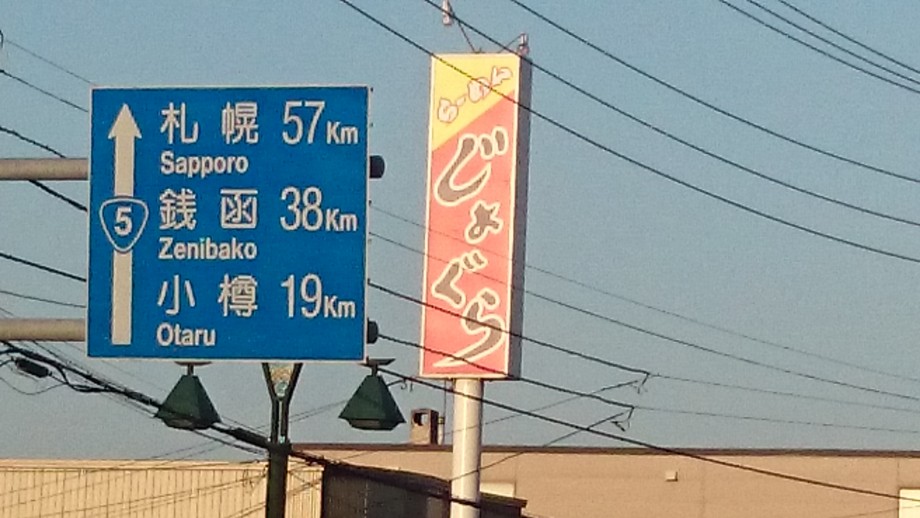 札幌 57Km
Sapporo
5
銭函 38Km
Zenibako
小樽 19Km
Otaru
らーめん
じょぐら